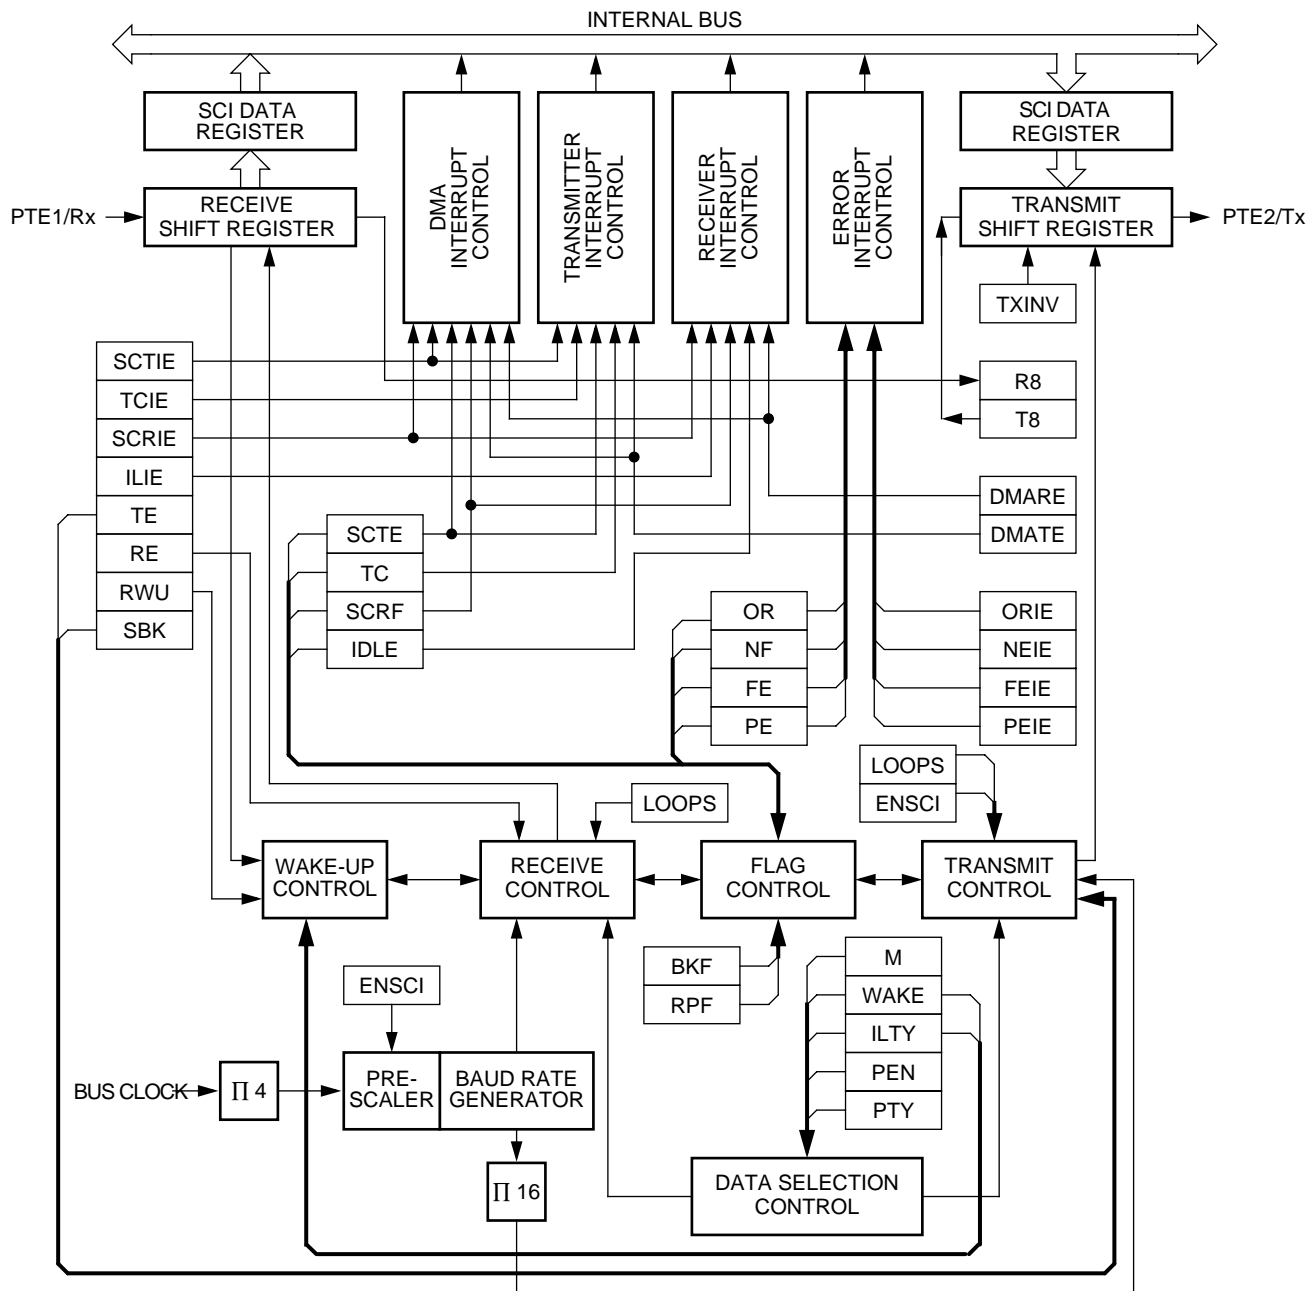 INTERNAL BUS
SCI DATA
REGISTER
SCI DATA
REGISTER
DMA
INTERRUPT
CONTROL
TRANSMITTER
INTERRUPT
CONTROL
RECEIVER
INTERRUPT
CONTROL
ERROR
INTERRUPT
CONTROL
PTE1/Rx
RECEIVE
SHIFT REGISTER
TRANSMIT
SHIFT REGISTER
PTE2/Tx
TXINV
SCTIE
TCIE
SCRIE
ILIE
TE
RE
RWU
SBK
R8
T8
DMARE
DMATE
SCTE
TC
SCRF
IDLE
OR
NF
FE
PE
ORIE
NEIE
FEIE
PEIE
LOOPS
LOOPS
ENSCI
WAKE-UP
CONTROL
RECEIVE
CONTROL
FLAG
CONTROL
TRANSMIT
CONTROL
BKF
RPF
M
WAKE
ILTY
PEN
PTY
ENSCI
BUS CLOCK
Π 4
PRE-
SCALER
BAUD RATE
GENERATOR
Π 16
DATA SELECTION
CONTROL